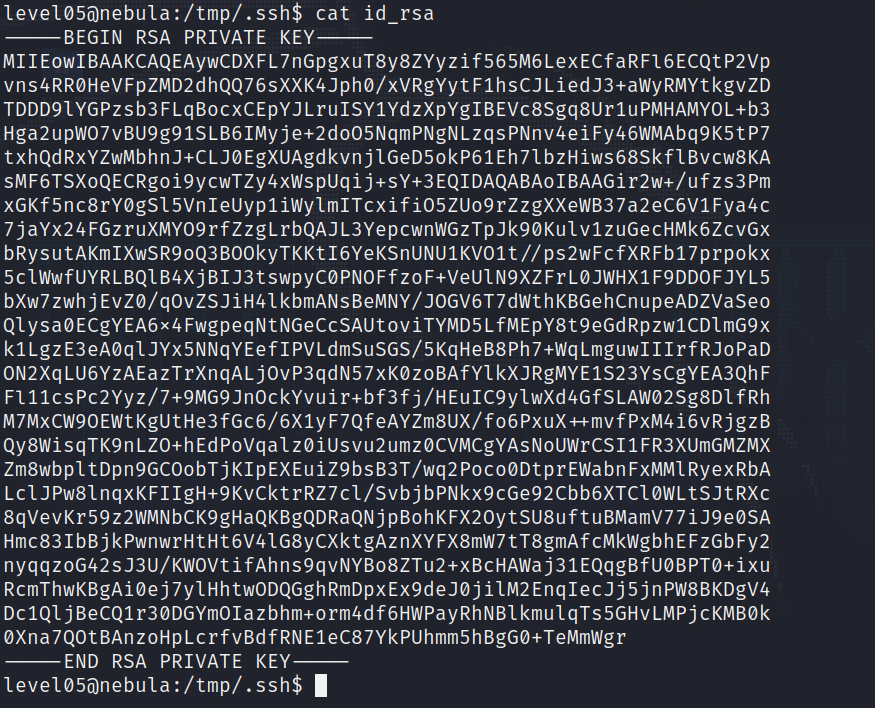 level05@nebula:/tmp/.ssh$ cat id_rsa
-----BEGIN RSA PRIVATE KEY-----
MIIEowIBAAKCAQEAywCDXFL7nGpgxuT8y8ZYyzif565M6LexECfaRFl6ECQtP2Vp
vns4RR0HeVFpZMD2dhQQ76sXXK4Jph0/xVRgYytF1hsCJLiedJ3+aWyRMYtkgvZD
TDDD9lYGPzsb3FLqBocxCEpYJLruISY1YdzXpYgIBEVc8Sgq8Ur1uPMHAMYOL+b3
Hga2upWO7vBU9g91SLB6IMyje+2doO5NqmPNgNLzqsPNnv4eiFy46WMAbq9K5tP7
txhQdRxYZwMbhnJ+CLJ0EgXUAgdkvnjlGeD5okP61Eh7lbzHiws68SkflBvcw8KA
sMF6TSXoQECRgoi9ycwTZy4xWspUqij+sY+3EQIDAQABAoIBAAGir2w+/ufzs3Pm
xGKf5nc8rY0gSl5VnIeUyp1iWylmITcxifiO5ZUo9rZzgXXeWB37a2eC6V1Fya4c
7jaYx24FGzruXMYO9rfZzgLrbQAJL3YepcwnWGzTpJk90Kulv1zuGecHMk6ZcvGx
bRysutAKmIXwSR9oQ3BOOkyTKKtI6YeKSnUNU1KVO1t//ps2wFcfXRFb17prpokx
5clWwfUYRLBQlB4XjBIJ3tswpyC0PNOFfzoF+VeUlN9XZFrL0JWHX1F9DDOFJYL5
bXw7zwhjEvZ0/qOvZSJiH4lkbmANsBeMNY/JOGV6T7dWthKBGehCnupeADZVaSeo
Qlysa0ECgYEA6x4FwgpeqNtNGeCcSAUtoviTYMD5LfMEpY8t9eGdRpzw1CDlmG9x
k1LgzE3eA0qlJYx5NNqYEefIPVLdmSuSGS/5KqHeB8Ph7+WqLmguwIIIrfRJoPaD
ON2XqLU6YzAEazTrXnqALjOvP3qdN57xK0zoBAfYlkXJRgMYE1S23YsCgYEA3QhF
Fl11csPc2Yyz/7+9MG9JnOckYvuir+bf3fj/HEuIC9ylwXd4GfSLAW02Sg8DlfRh
M7MxCW9OEWtKgUtHe3fGc6/6X1yF7QfeAYZm8UX/fo6PxuX++mvfPxM4i6vRjgzB
Qy8WisqTK9nLZO+hEdPoVqalz0iUsvu2umz0CVMCgYAsNoUWrCSI1FR3XUmGMZMX
Zm8wbpltDpn9GCOobTjKIpEXEuiZ9bsB3T/wq2Poco0DtprEWabnFxMMlRyexRbA
LclJPw8lnqxKFIIgH+9KvCktrRZ7cl/SvbjbPNkx9cGe92Cbb6XTCl0WLtSJtRXc
8qVevKr59z2WMNbCK9gHaQKBgQDRaQNjpBohKFX2OytSU8uftuBMamV77iJ9e0SA
Hmc83IbBjkPwnwrHtHt6V4lG8yCXktgAznXYFX8mW7tT8gmAfcMkWgbhEFzGbFy2
nyqqzoG42sJ3U/KWOVtifAhns9qvNYBo8ZTu2+xBcHAWaj31EQqgBfU0BPT0+ixu
RcmThwKBgAi0ej7ylHhtwODQGghRmDpxEx9deJ0jilM2EnqIecJj5jnPW8BKDgV4
Dc1QljBeCQ1r30DGYmOIazbhm+orm4df6HWPayRhNBlkmulqTs5GHvLMPjcKMB0k
0Xna7QOtBAnzoHpLcrfvBdfRNE1eC87YkPUhmm5hBgG0+TeMmWgr
-----END RSA PRIVATE KEY-----
level05@nebula:/tmp/.ssh$